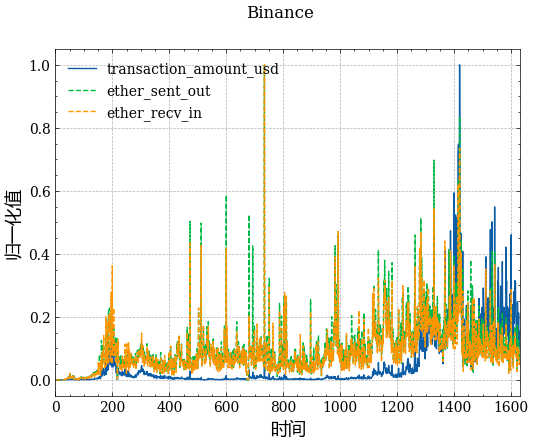 Binance
transaction_amount_usd
ether_sent_out
ether_recv_in
归一化值
1.0
0.8
0.6
0.4
0.2
0.0
0 200 400 600 800 1000 1200 1400 1600
时间